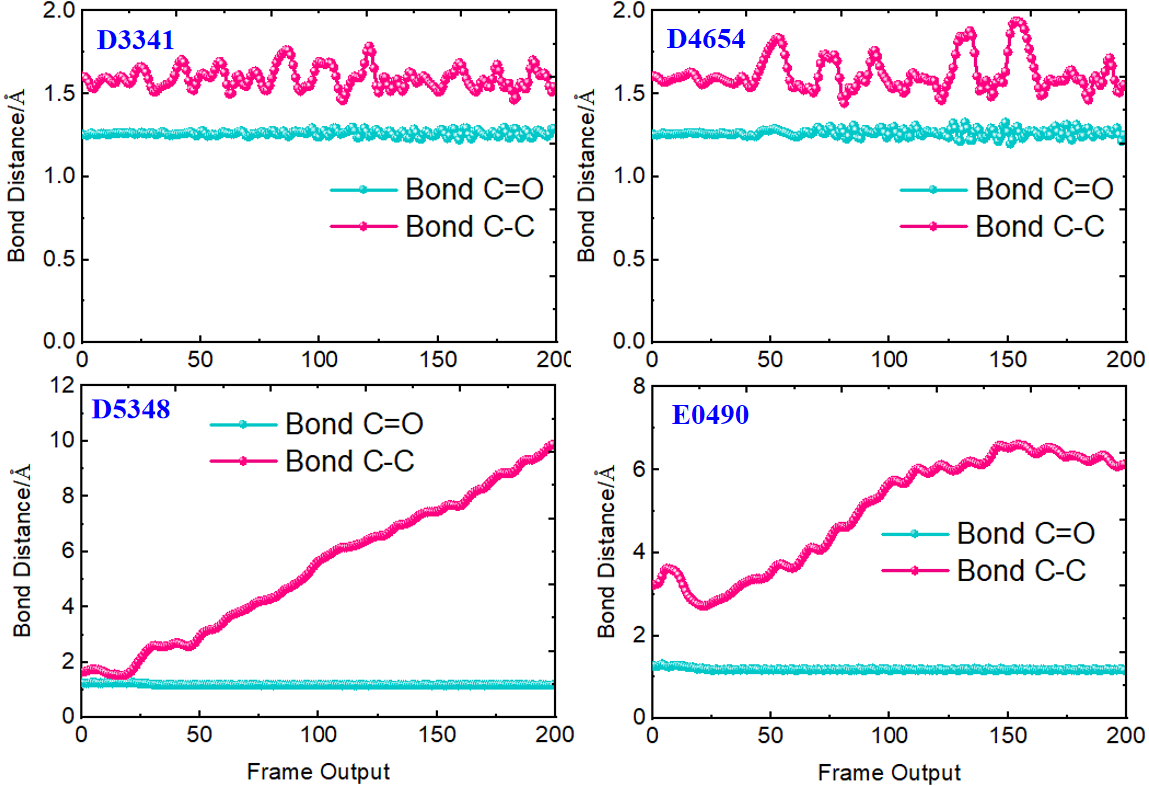 D3341
Bond Distance/Å
2.0
1.5
1.0
0.5
0.0
Bond C=O
Bond C-C
0 50 100 150 200
D4654
Bond Distance/Å
2.0
1.5
1.0
0.5
0.0
Bond C=O
Bond C-C
0 50 100 150 200
D5348
Bond Distance/Å
12
10
8
6
4
2
0
Bond C=O
Bond C-C
0 50 100 150 200
Frame Output
E0490
Bond Distance/Å
8
6
4
2
0
Bond C=O
Bond C-C
0 50 100 150 200
Frame Output